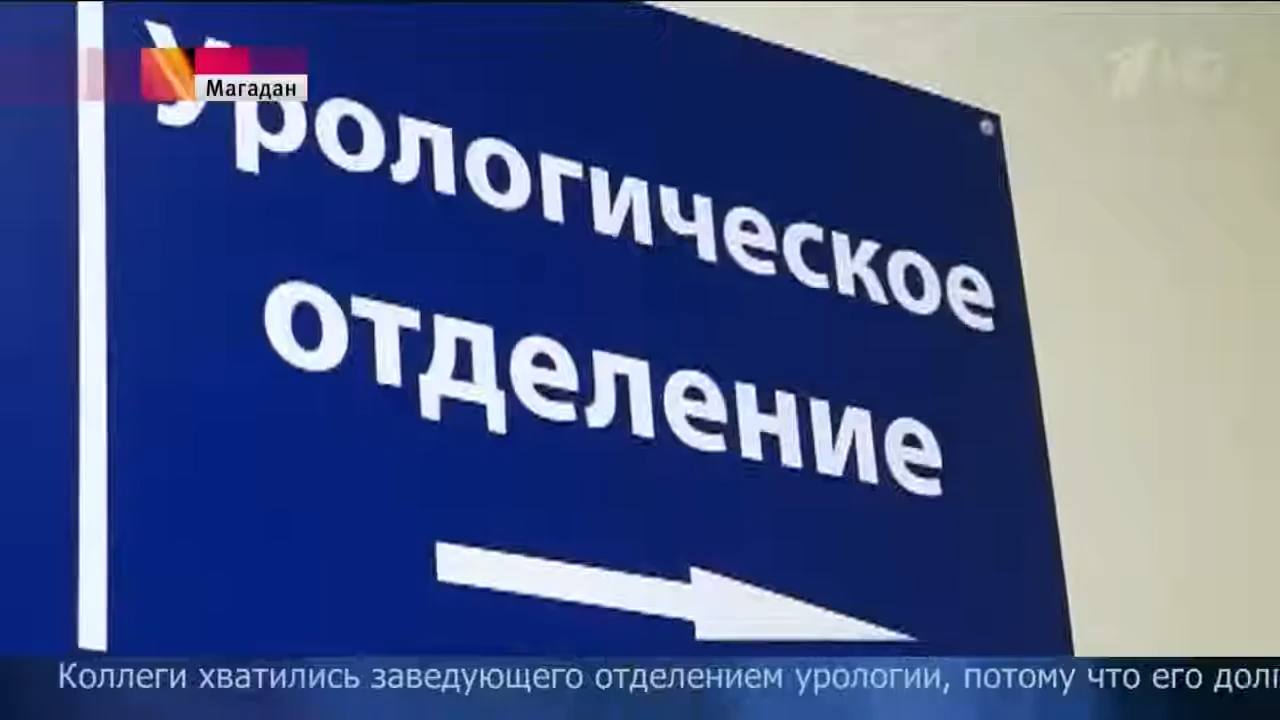 Магадан
Урологическое
отделение
Коллеги хватились заведующего отделением урологии, потому что его